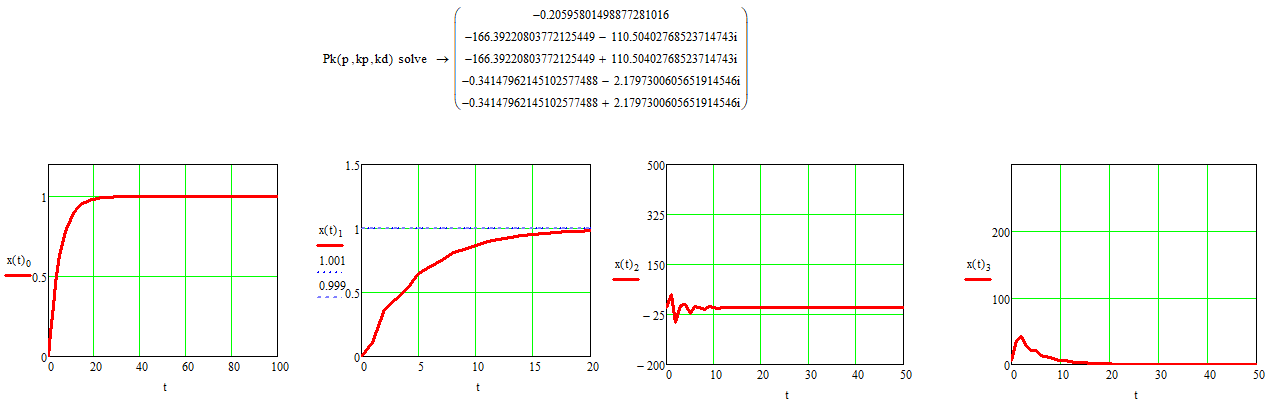 -0.20595801498877281016
-166.39220803772125449 - 110.50402768523714743i
Pk(p,kp,kd) solve → -166.39220803772125449 + 110.50402768523714743i
-0.34147962145102577488 - 2.1797300605651914546i
-0.34147962145102577488 + 2.1797300605651914546i
1
x(t)0
0.5
0
0 20 40 60 80 100
t
1.5
x(t)1
1
1.001
0.999
0.5
0
0 5 10 15 20
t
500
325
x(t)2
150
-25
-200
0 10 20 30 40 50
t
200
x(t)3
100
0
0 10 20 30 40 50
t